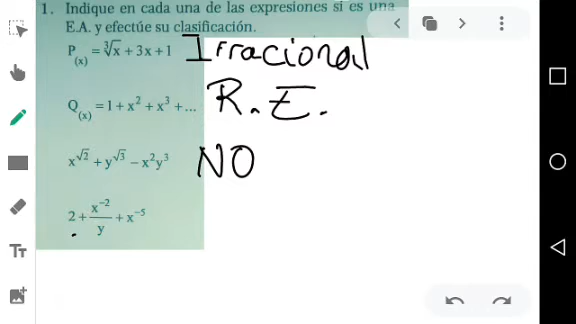 1. Indique en cada una de las expresiones si es una
E.A. y efectúe su clasificación.
P(x) = ∛x + 3x + 1 Irracional
Q(x) = 1 + x² + x³ + ... R. E.
x^√2 + y^√3 − x²y³ NO
2 + x⁻²/y + x⁻⁵
Tт